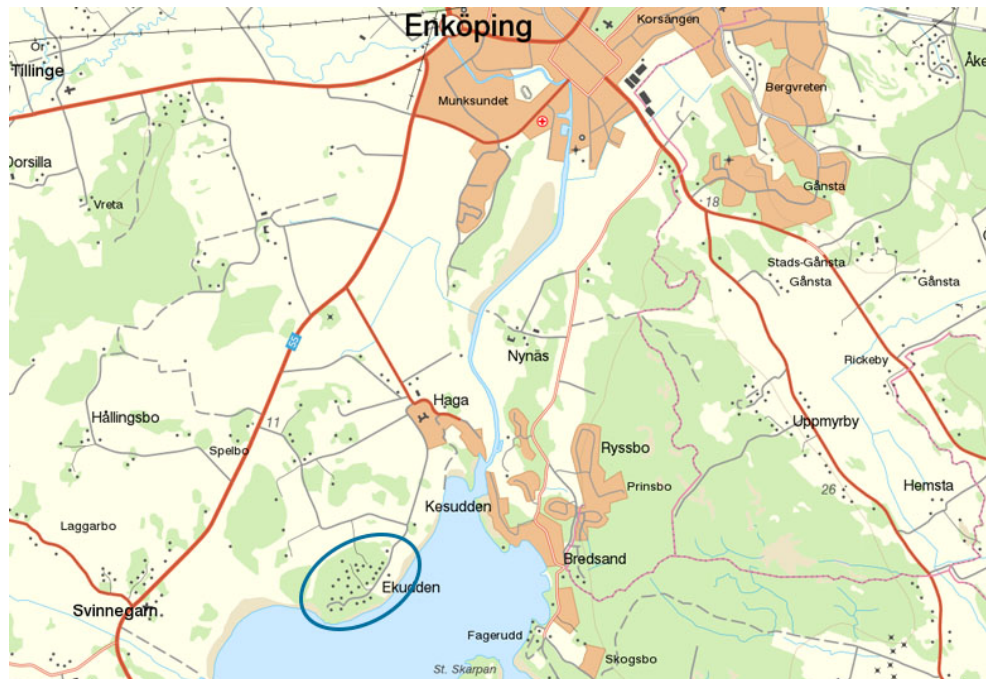 Enköping
Korsängen
Tillinge
Munksundet
Bergvreten
Vreta
Gånsta
18
Stads-Gånsta
Gånsta
Gånsta
55
Nynäs
Rickeby
Haga
Hållingsbo
11
Uppmyrby
Spelbo
Ryssbo
Prinsbo
26
Hemsta
Kesudden
Laggarbo
Bredsand
Ekudden
Svinnegarn
Fagerudd
Skogsbo
St. Skarpan